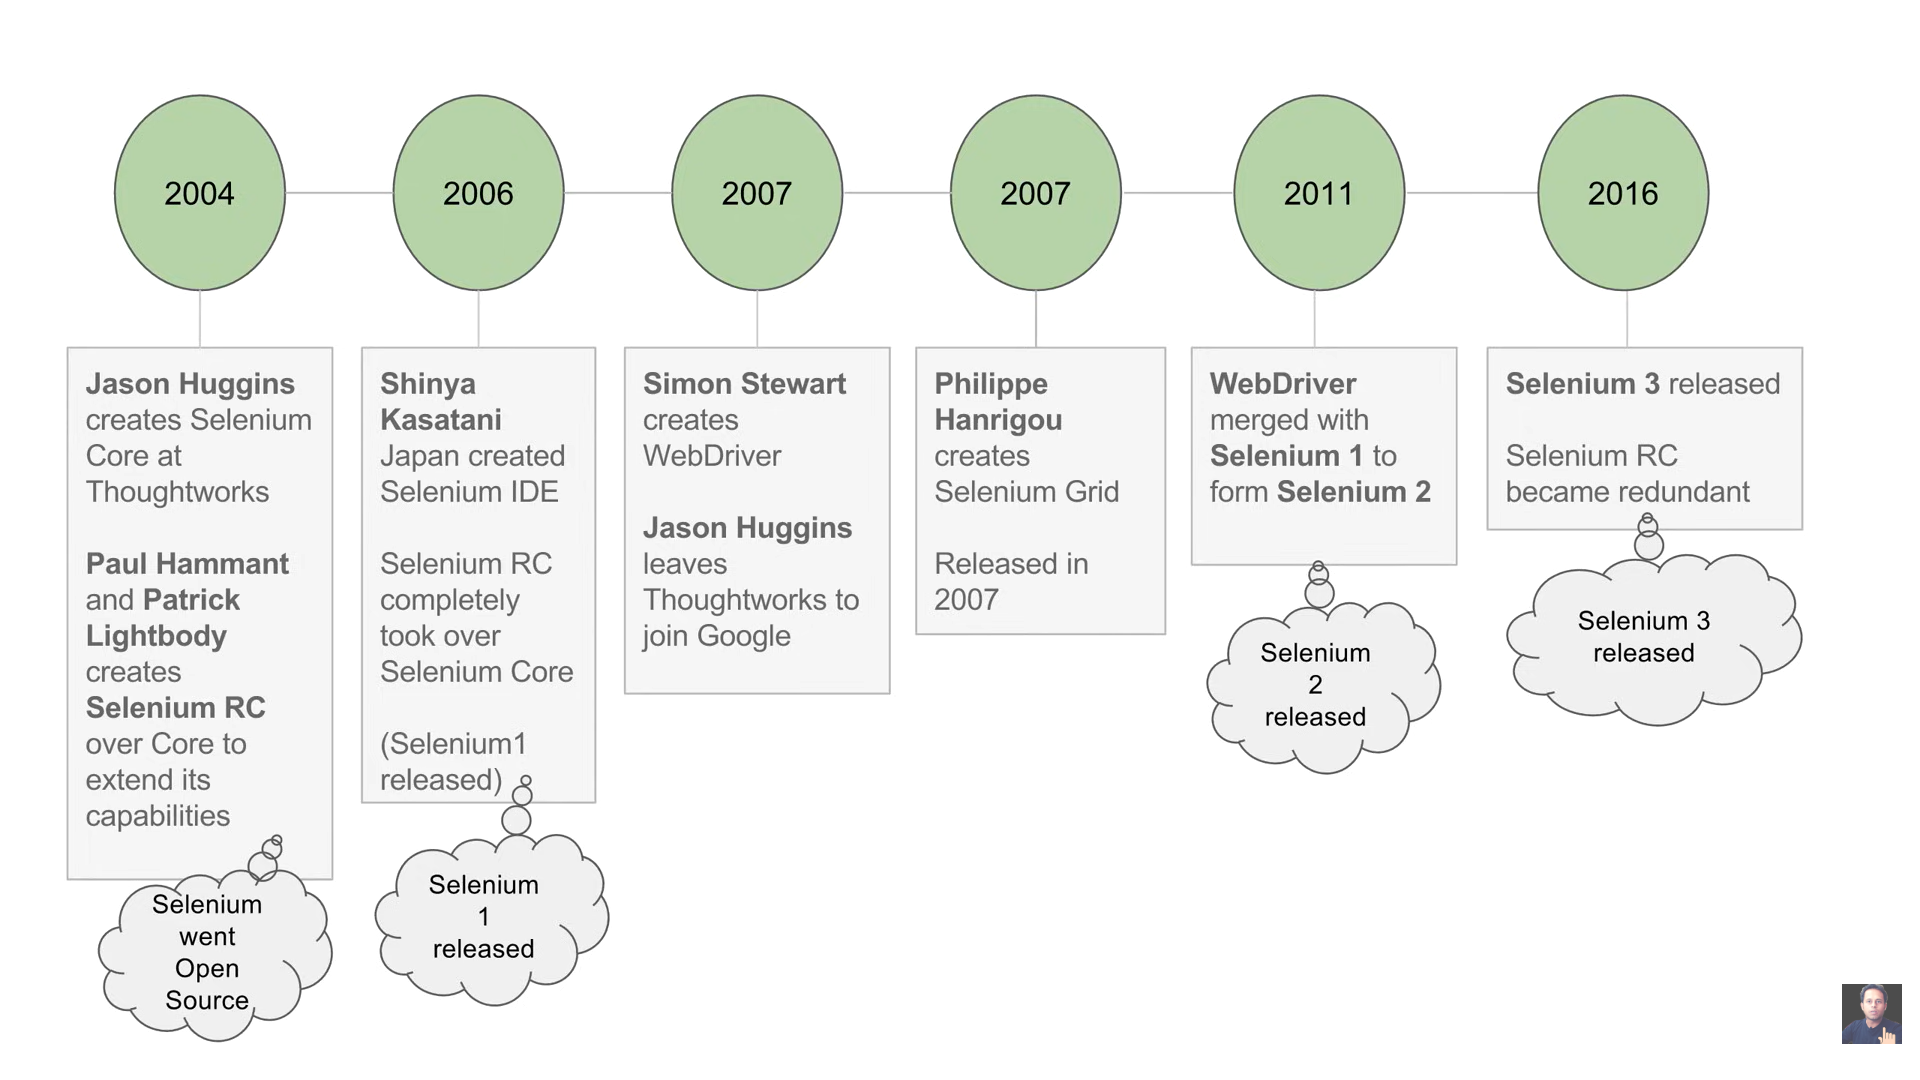 2004
2006
2007
2007
2011
2016
Jason Huggins
creates Selenium
Core at
Thoughtworks
Paul Hammant
and Patrick
Lightbody
creates
Selenium RC
over Core to
extend its
capabilities
Selenium
went
Open
Source
Shinya
Kasatani
Japan created
Selenium IDE
Selenium RC
completely
took over
Selenium Core
(Selenium1
released)
Selenium
1
released
Simon Stewart
creates
WebDriver
Jason Huggins
leaves
Thoughtworks to
join Google
Philippe
Hanrigou
creates
Selenium Grid
Released in
2007
WebDriver
merged with
Selenium 1 to
form Selenium 2
Selenium
2
released
Selenium 3 released
Selenium RC
became redundant
Selenium 3
released